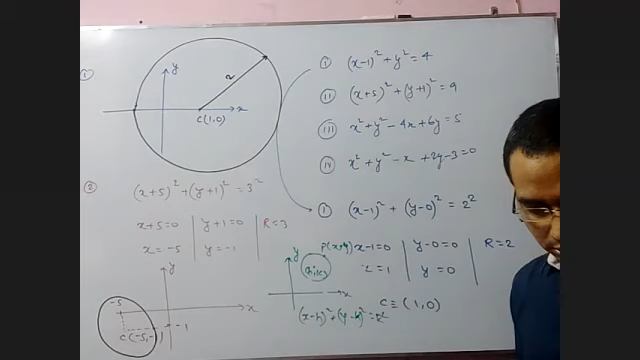 ①
y
2
x
C(1,0)
② (x+5)² + (y+1)² = 3²
x+5=0 | y+1=0 | R=3
x=-5 | y=-1
y
-5
x
-1
C(-5,-1)
Ⓘ (x-1)² + y² = 4
Ⓘⓘ (x+5)² + (y+1)² = 9
III x² + y² - 4x + 6y = 5
IV x² + y² - x + 2y - 3 = 0
Ⓘ (x-1)² + (y-0)² = 2²
x-1=0 | y-0=0 | R=2
x=1 | y=0
C ≡ (1,0)
y
P(x,y)
x
(x-h)² + (y-k)² = r²